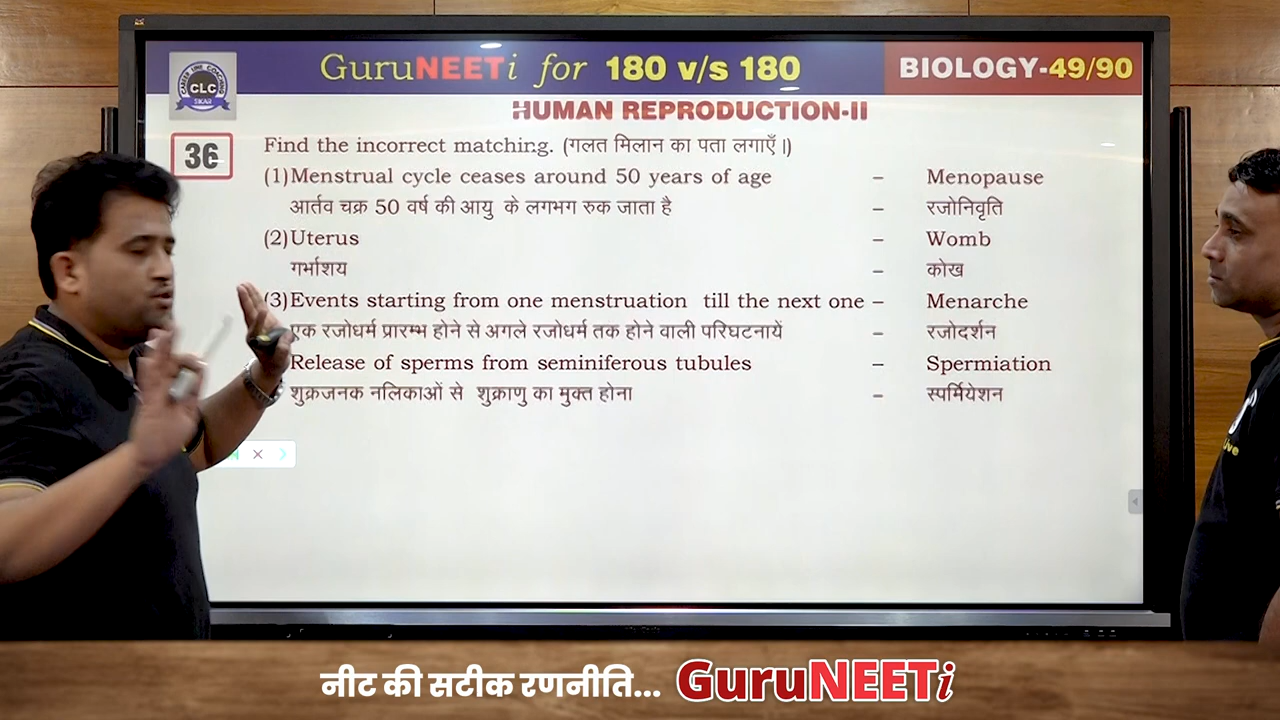 GuruNEETi for 180 v/s 180
BIOLOGY-49/90
CLC
SIKAR
HUMAN REPRODUCTION-II
36
Find the incorrect matching. (गलत मिलान का पता लगाएँ।)
(1)Menstrual cycle ceases around 50 years of age – Menopause
आर्तव चक्र 50 वर्ष की आयु के लगभग रुक जाता है – रजोनिवृति
(2)Uterus – Womb
गर्भाशय – कोख
(3)Events starting from one menstruation till the next one – Menarche
एक रजोधर्म प्रारम्भ होने से अगले रजोधर्म तक होने वाली परिघटनायें – रजोदर्शन
Release of sperms from seminiferous tubules – Spermiation
शुक्रजनक नलिकाओं से शुक्राणु का मुक्त होना – स्पर्मियेशन
नीट की सटीक रणनीति... GuruNEETi